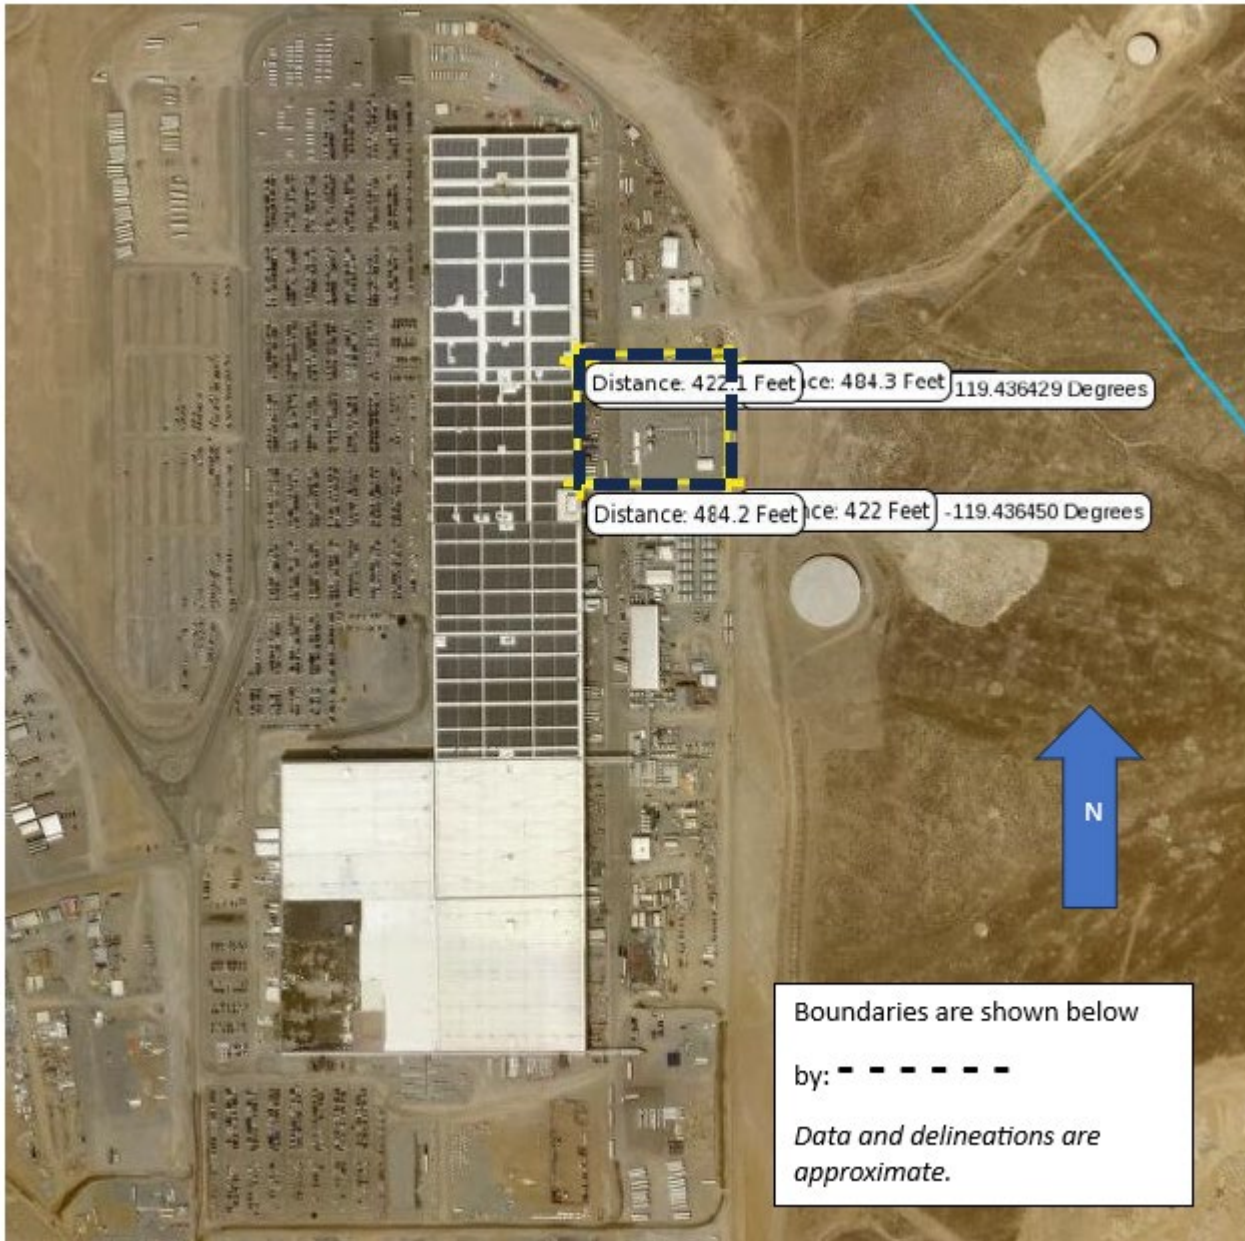 Distance: 422.1 Feet
ce: 484.3 Feet
119.436429 Degrees
Distance: 484.2 Feet
nce: 422 Feet
-119.436450 Degrees
N
Boundaries are shown below
by: - - - - - -
Data and delineations are
approximate.